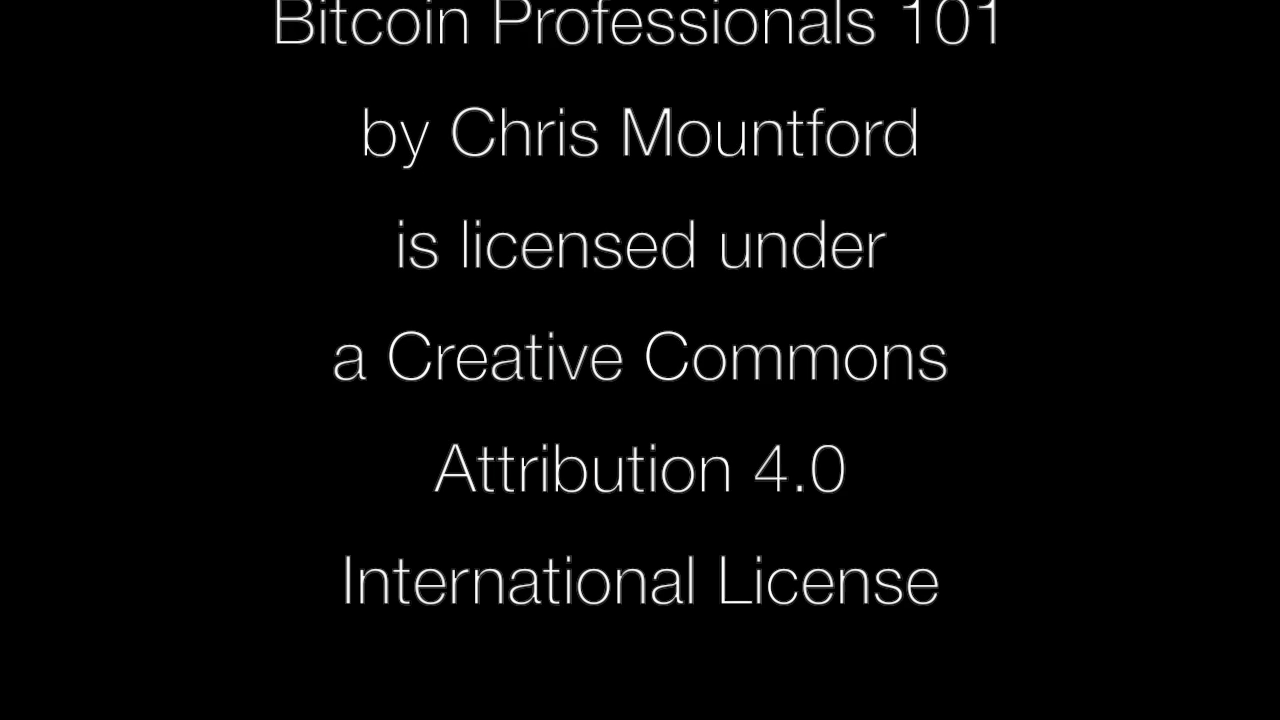 Bitcoin Professionals 101
by Chris Mountford
is licensed under
a Creative Commons
Attribution 4.0
International License